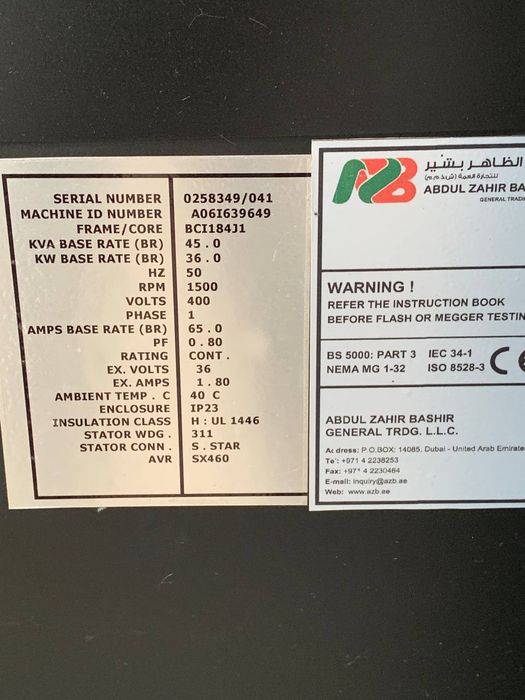 SERIAL NUMBER 0258349/041
MACHINE ID NUMBER A06I639649
FRAME/CORE BCI184J1
KVA BASE RATE (BR) 45.0
KW BASE RATE (BR) 36.0
HZ 50
RPM 1500
VOLTS 400
PHASE 1
AMPS BASE RATE (BR) 65.0
PF 0.80
RATING CONT.
EX. VOLTS 36
EX. AMPS 1.80
AMBIENT TEMP. C 40 C
ENCLOSURE IP23
INSULATION CLASS H: UL 1446
STATOR WDG. 311
STATOR CONN. S.STAR
AVR SX460
AZB
الظاهر بشير
للتجارة العامة (ش.ذ.م.م)
ABDUL ZAHIR BA
GENERAL TRADI
WARNING !
REFER THE INSTRUCTION BOOK
BEFORE FLASH OR MEGGER TESTIN
BS 5000: PART 3 IEC 34-1
NEMA MG 1-32 ISO 8528-3
CE
ABDUL ZAHIR BASHIR
GENERAL TRDG. L.L.C.
Address: P.O.BOX: 14085, Dubai - United Arab Emirate
Tel: +971 4 2238253
Fax: +971 4 2230464
E-mail: inquiry@azb.ae
Web: www.azb.ae